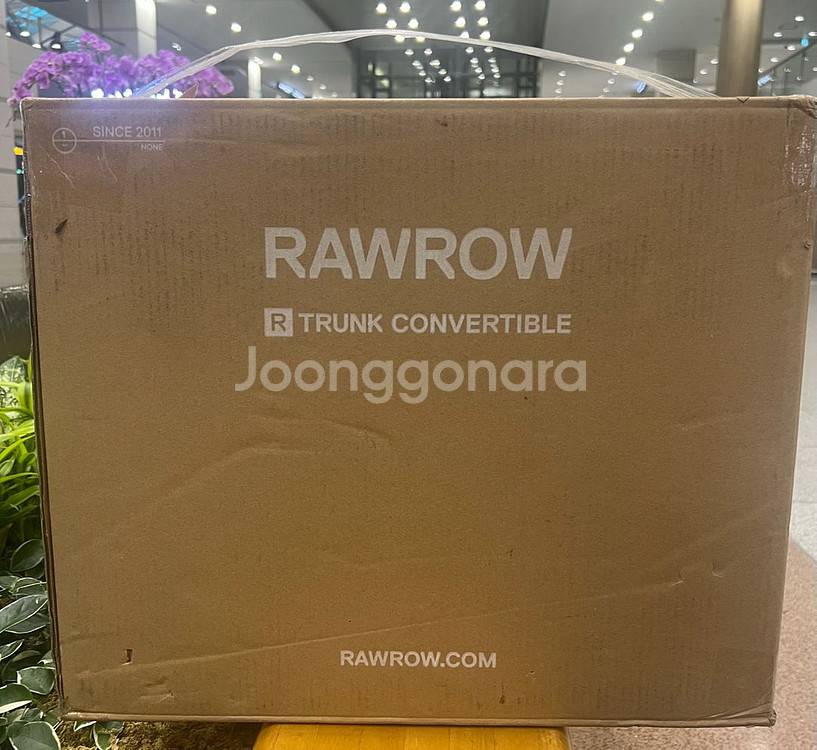 SINCE 2011
NONE
RAWROW
R TRUNK CONVERTIBLE
Joonggonara
RAWROW.COM